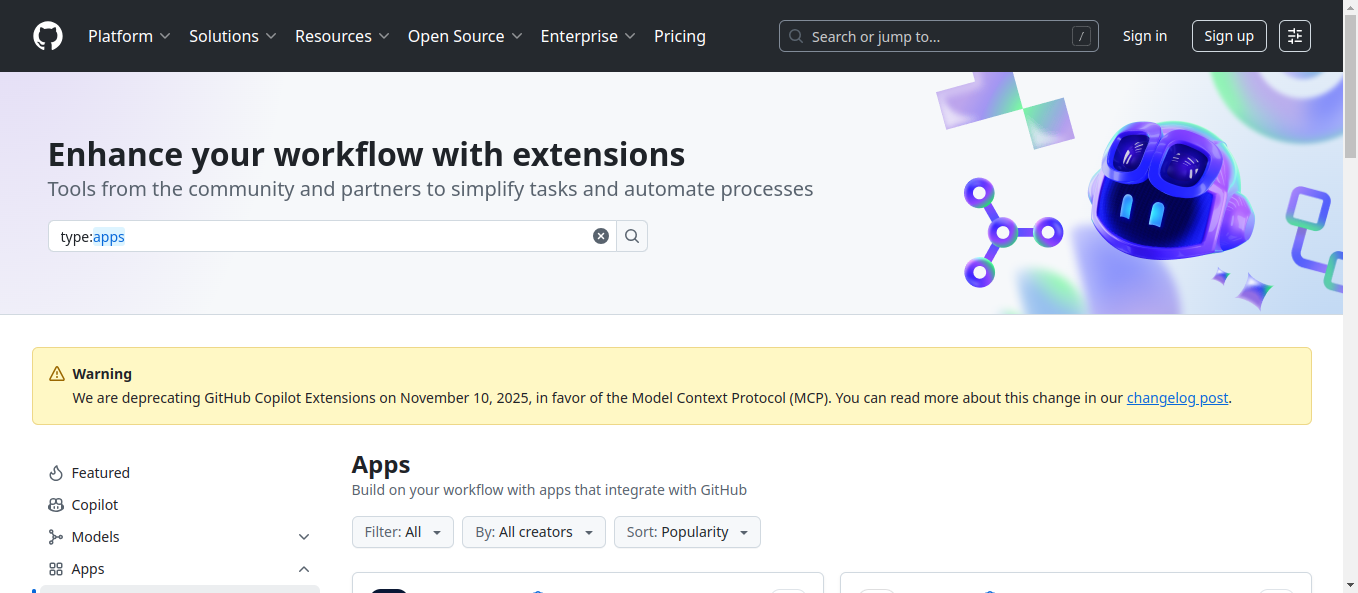 Platform Solutions Resources Open Source Enterprise Pricing Search or jump to... / Sign in Sign up
Enhance your workflow with extensions
Tools from the community and partners to simplify tasks and automate processes
type:apps
Warning
We are deprecating GitHub Copilot Extensions on November 10, 2025, in favor of the Model Context Protocol (MCP). You can read more about this change in our changelog post.
Featured
Copilot
Models
Apps
Apps
Build on your workflow with apps that integrate with GitHub
Filter: All By: All creators Sort: Popularity